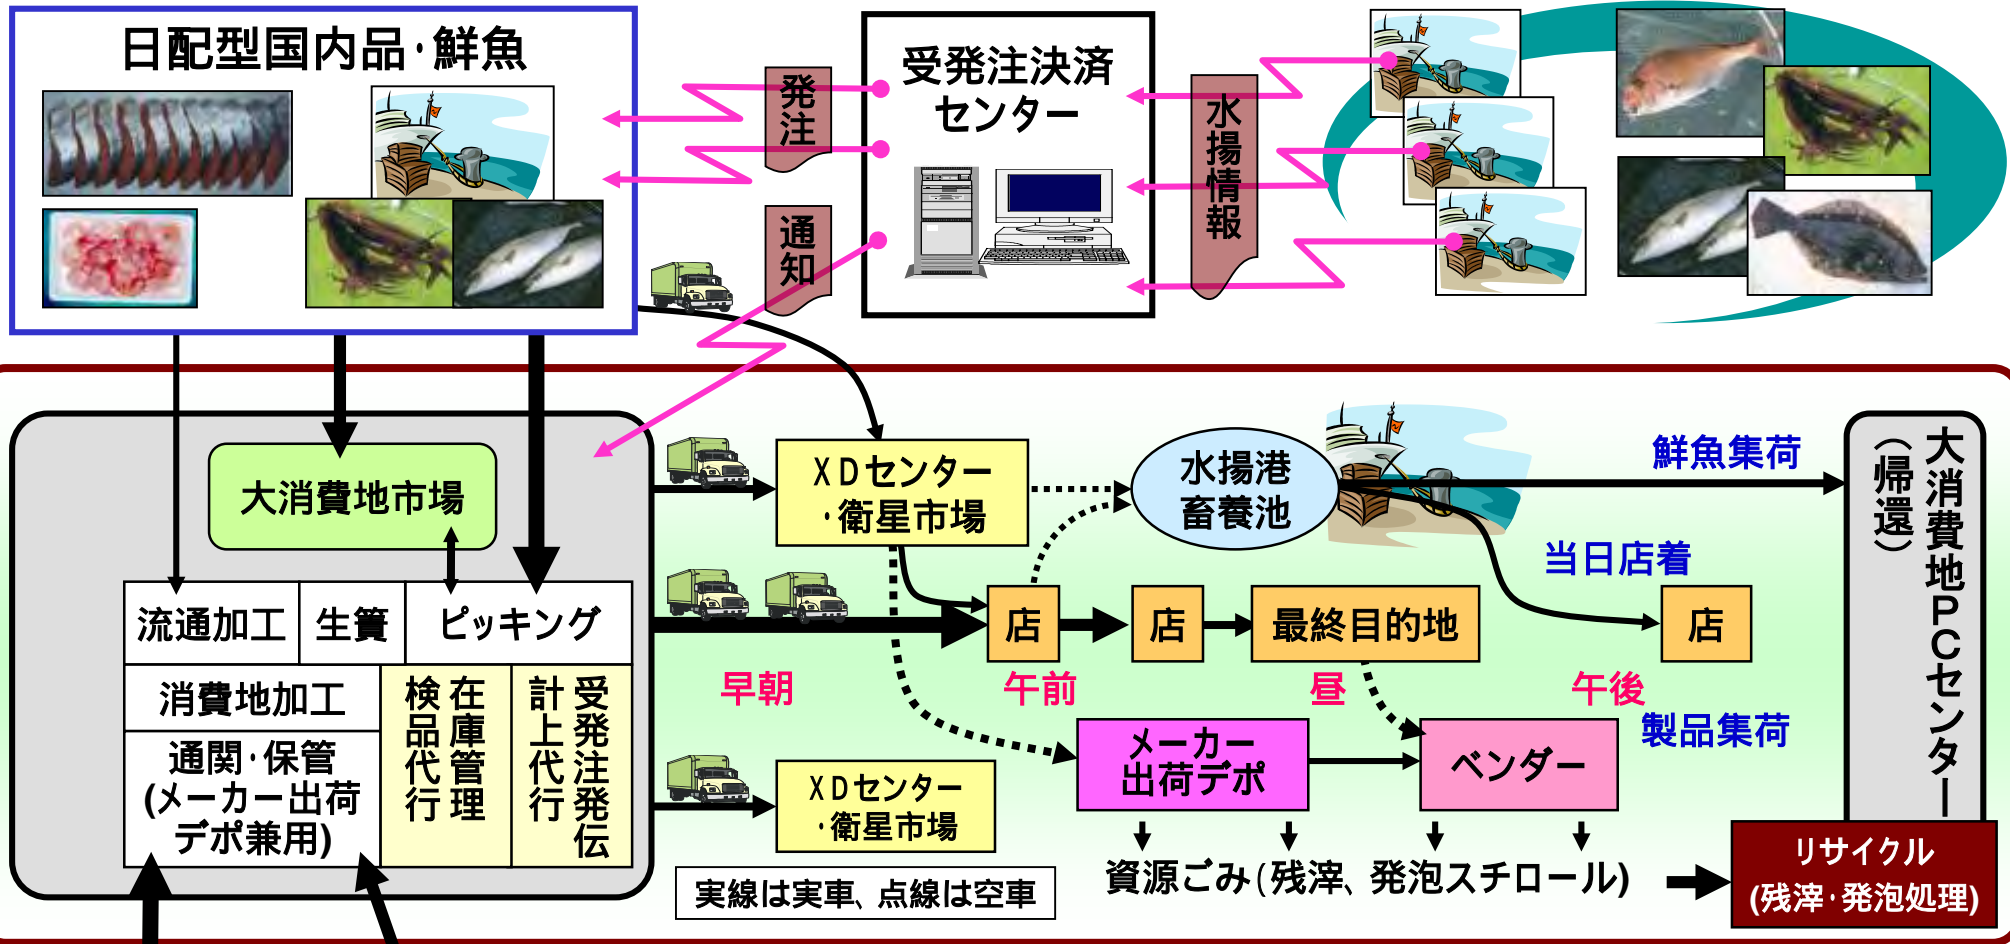 日配型国内品・鮮魚
発注
通知
受発注決済
センター
水揚情報
大消費地市場
流通加工
生簀
ピッキング
消費地加工
通関・保管
(メーカー出荷
デポ兼用)
在庫管理
検品代行
受発注発伝
計上代行
ＸＤセンター
・衛星市場
水揚港
畜養池
鮮魚集荷
当日店着
店
店
最終目的地
店
早朝
午前
昼
午後
製品集荷
メーカー
出荷デポ
ベンダー
ＸＤセンター
・衛星市場
資源ごみ(残滓、発泡スチロール)
実線は実車、点線は空車
大消費地ＰＣセンター
（帰還）
リサイクル
(残滓・発泡処理)